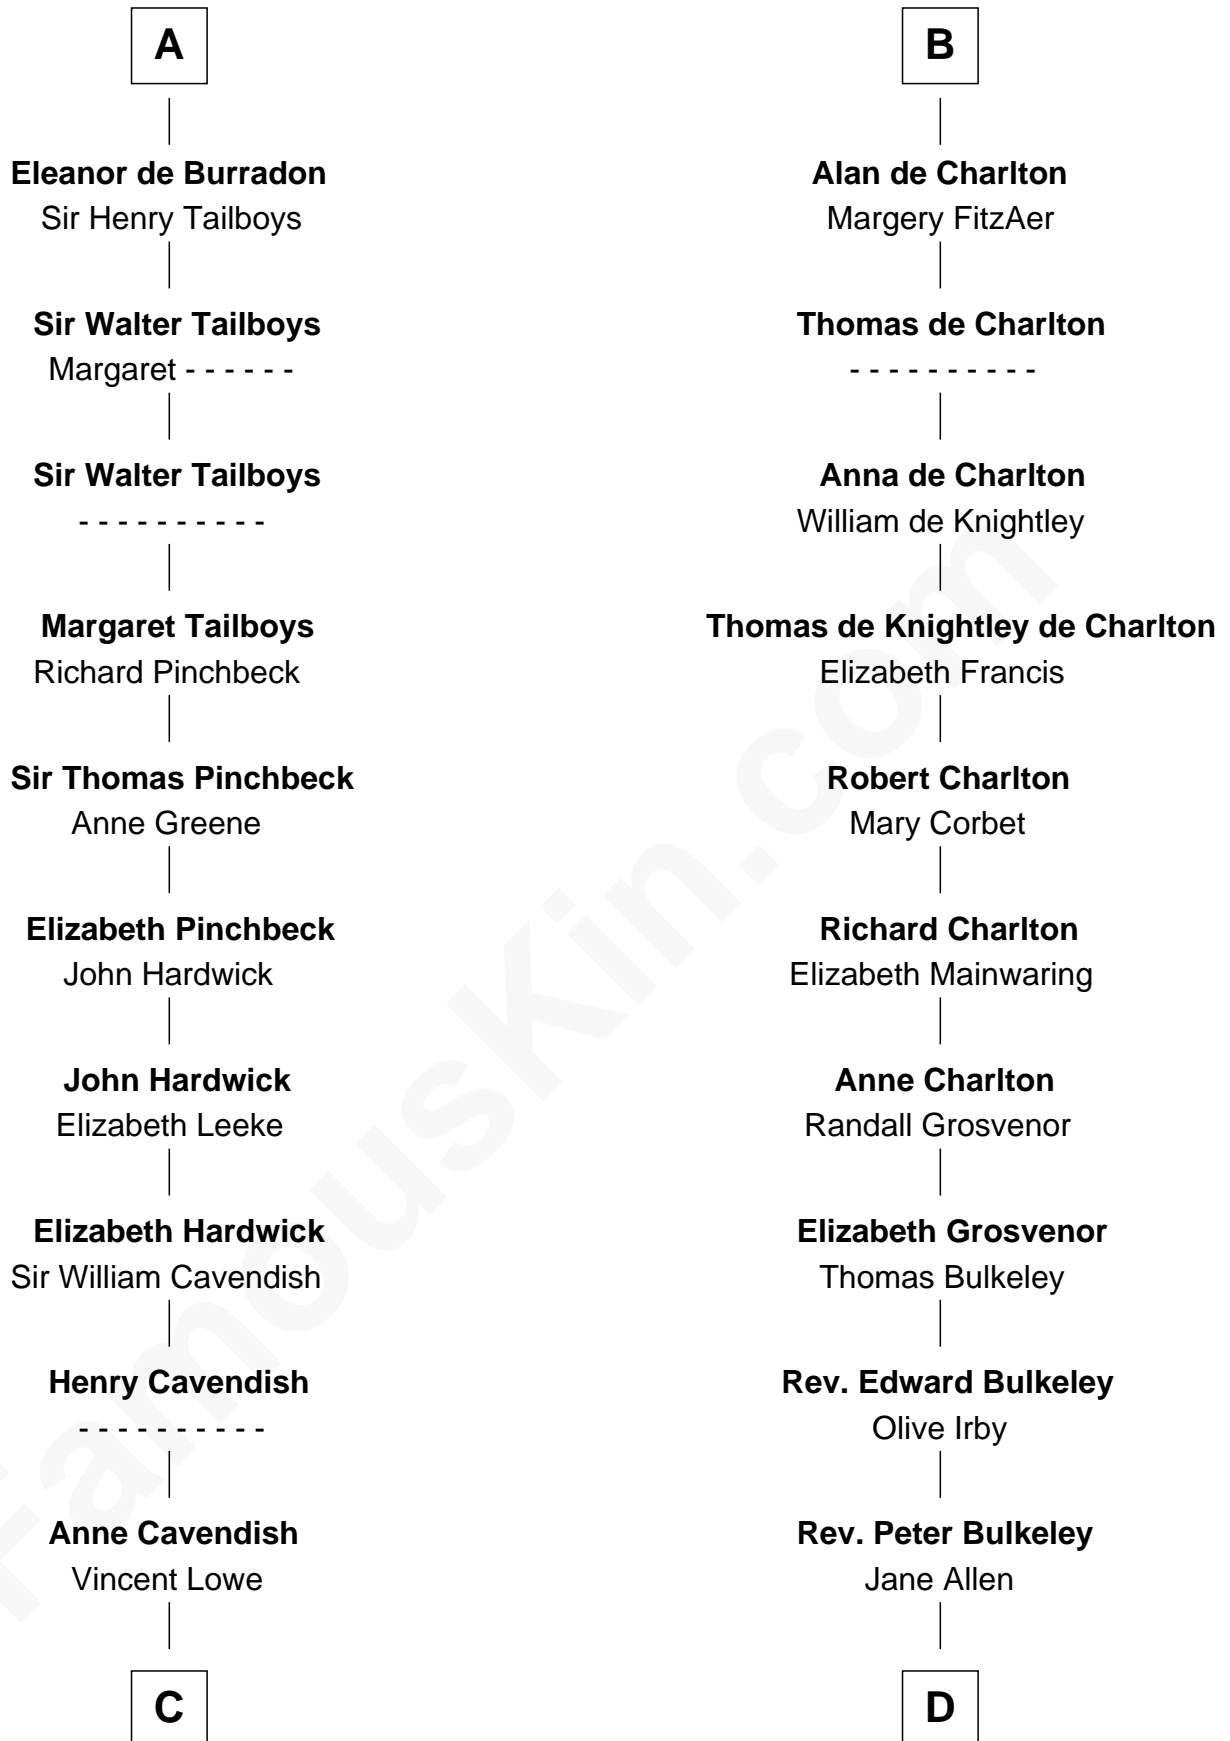 A
Eleanor de Burradon
Sir Henry Tailboys
Sir Walter Tailboys
Margaret - - - - - -
Sir Walter Tailboys
- - - - - - - - - -
Margaret Tailboys
Richard Pinchbeck
Sir Thomas Pinchbeck
Anne Greene
Elizabeth Pinchbeck
John Hardwick
John Hardwick
Elizabeth Leeke
Elizabeth Hardwick
Sir William Cavendish
Henry Cavendish
- - - - - - - - - -
Anne Cavendish
Vincent Lowe
C
B
Alan de Charlton
Margery FitzAer
Thomas de Charlton
- - - - - - - - - -
Anna de Charlton
William de Knightley
Thomas de Knightley de Charlton
Elizabeth Francis
Robert Charlton
Mary Corbet
Richard Charlton
Elizabeth Mainwaring
Anne Charlton
Randall Grosvenor
Elizabeth Grosvenor
Thomas Bulkeley
Rev. Edward Bulkeley
Olive Irby
Rev. Peter Bulkeley
Jane Allen
D
FamousKin.com